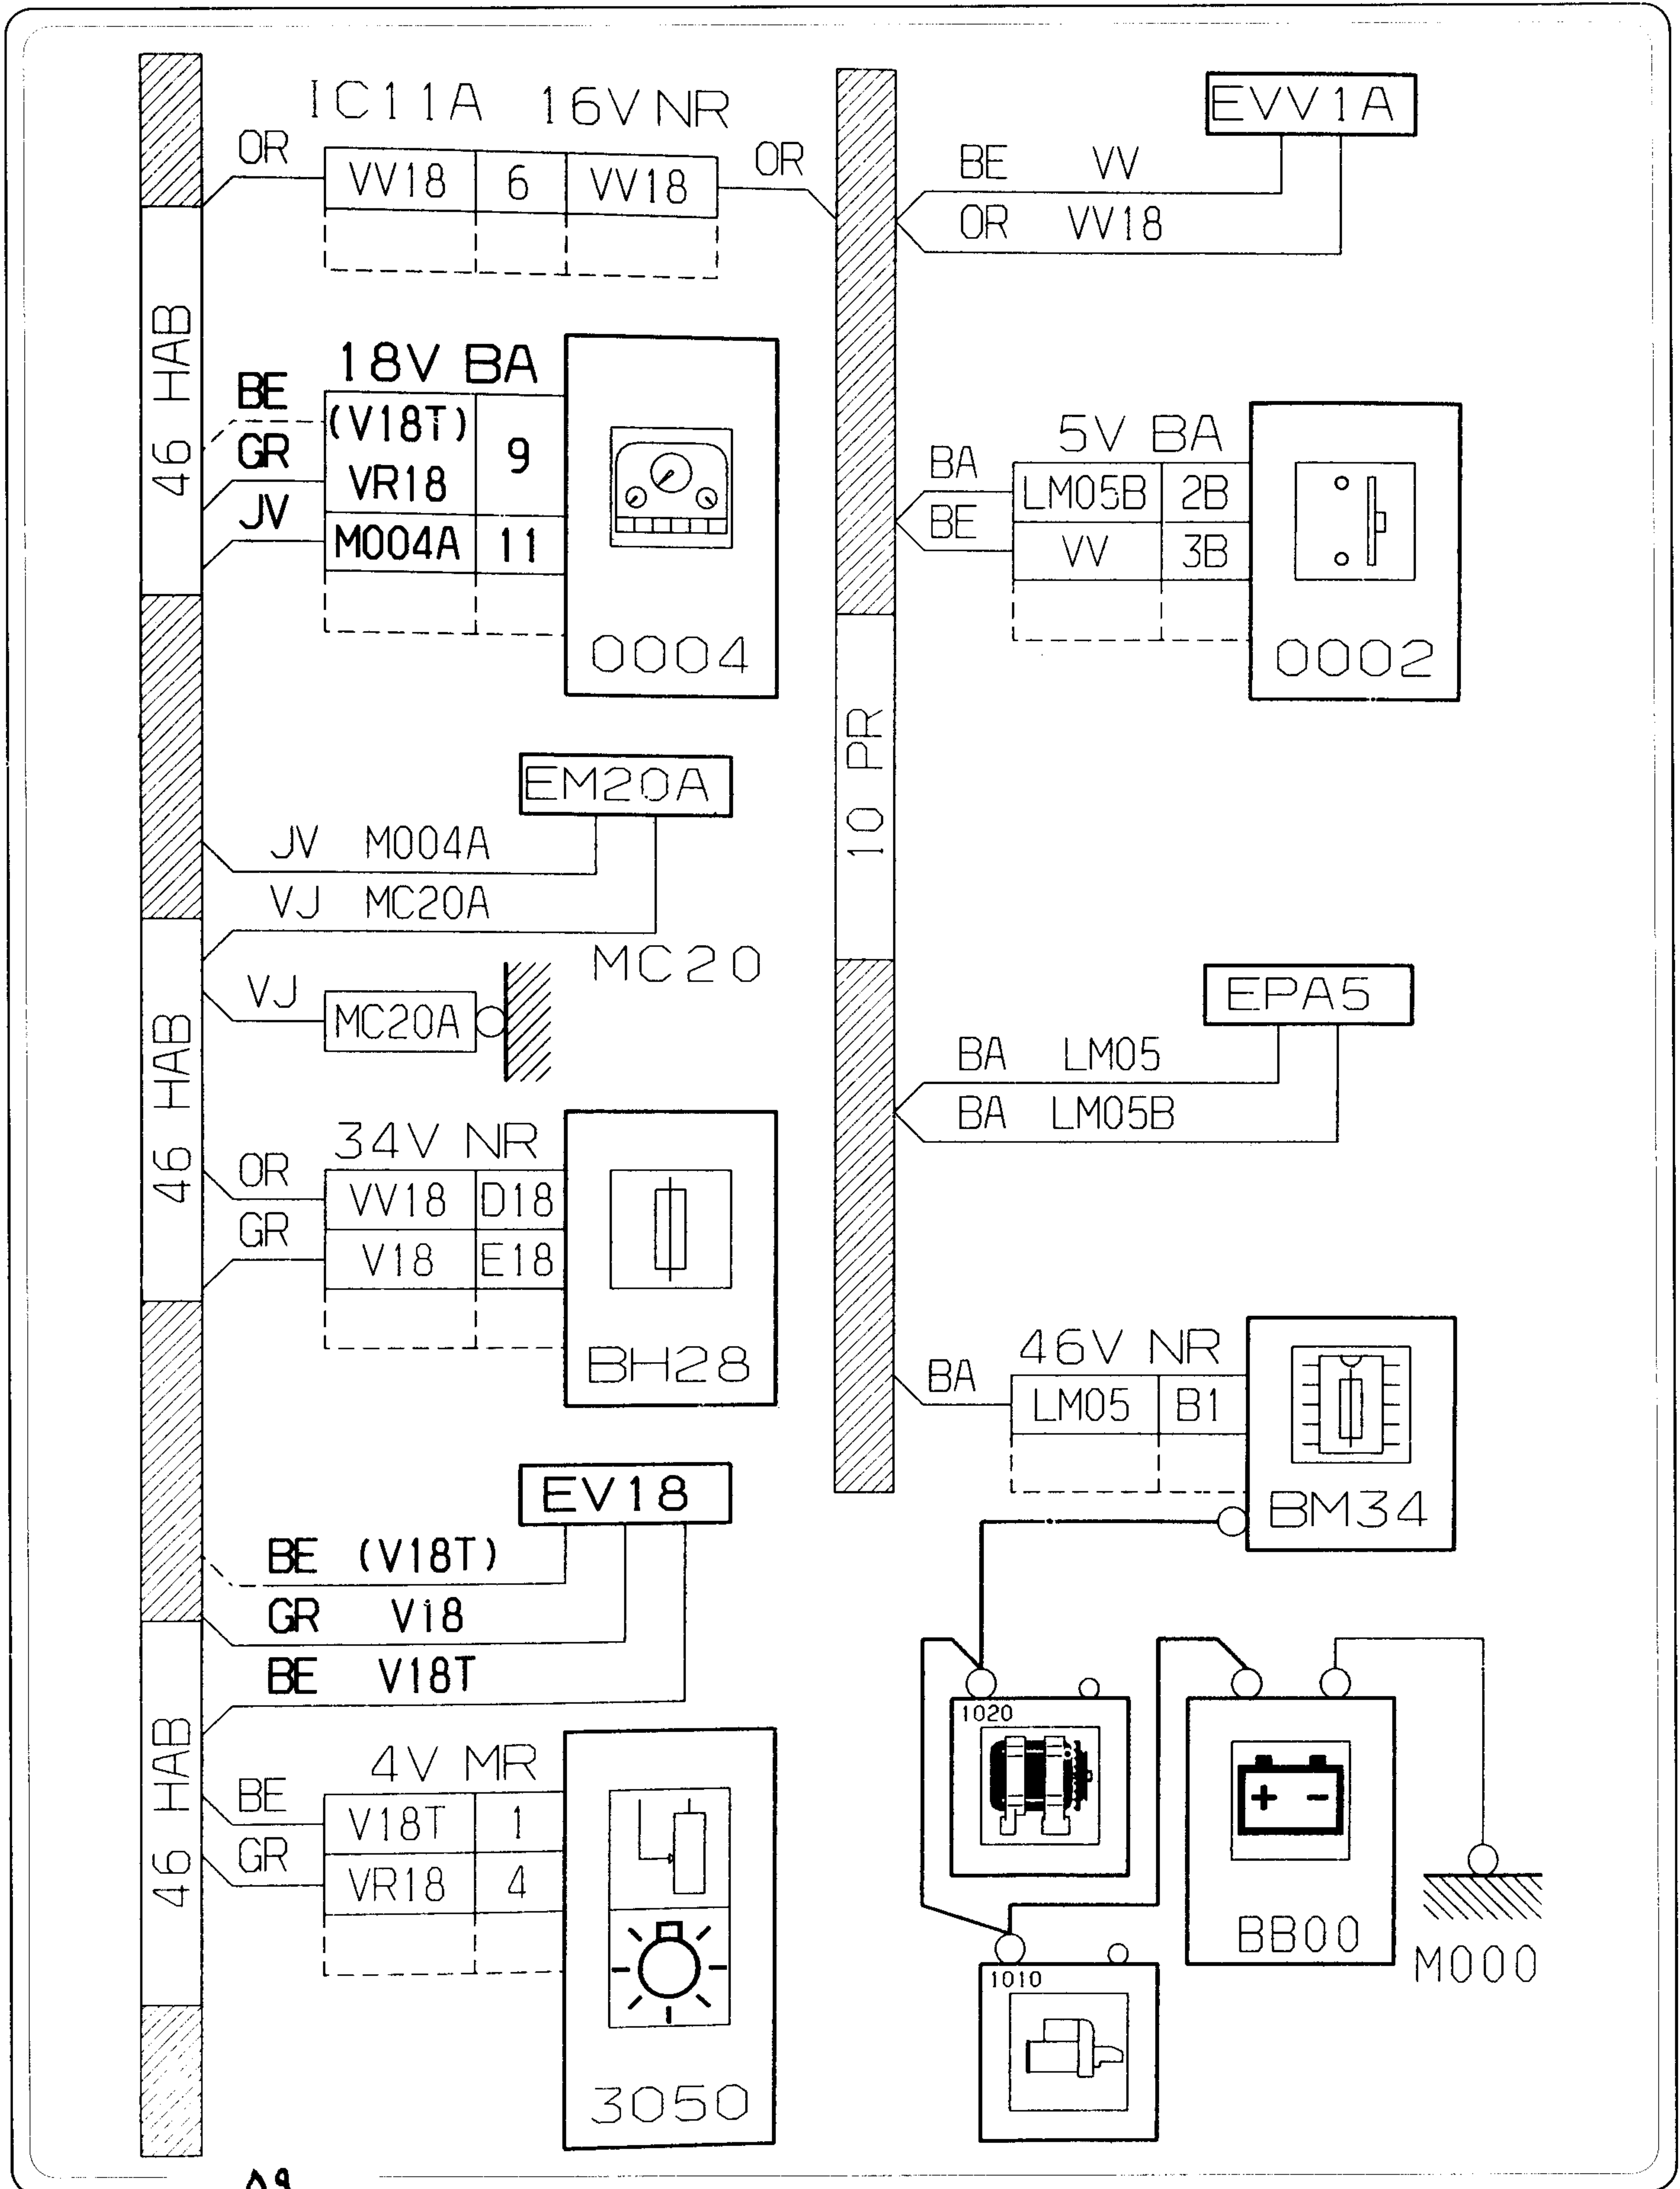 IC11A 16V NR
OR
VV18 6 VV18
OR
46 HAB
18V BA
BE
(V18T)
GR
VR18
9
JV
M004A 11
0004
EM20A
JV M004A
VJ MC20A
MC20
46 HAB
VJ
MC20A
34V NR
OR
VV18 D18
GR
V18 E18
BH28
EV18
BE (V18T)
GR V18
BE V18T
46 HAB
4V MR
BE
V18T 1
GR
VR18 4
3050
EVV1A
BE VV
OR VV18
5V BA
BA
LM05B 2B
BE
VV 3B
0002
10 PR
EPA5
BA LM05
BA LM05B
46V NR
BA
LM05 B1
BM34
1020
+ -
BB00
M000
1010
۵۹